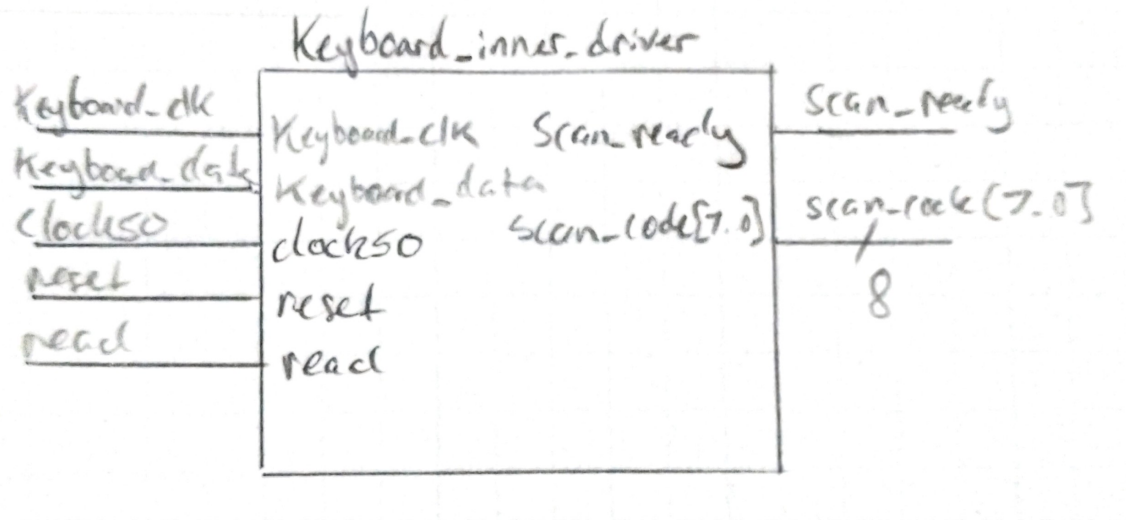 Keyboard_inner_driver
Keyboard_clk
Keyboard_data
clock50
reset
read
Keyboard_clk
Keyboard_data
clock50
reset
read
scan_ready
scan_code[7.0]
scan_ready
scan_code[7.0]
8